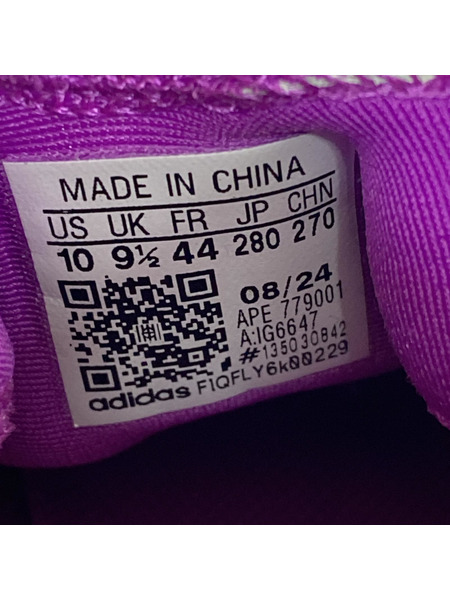 MADE IN CHINA
US UK FR JP CHN
10 9½ 44 280 270
08/24
APE 779001
A:IG6647
#135030842
adidas F1QFLY6k00229